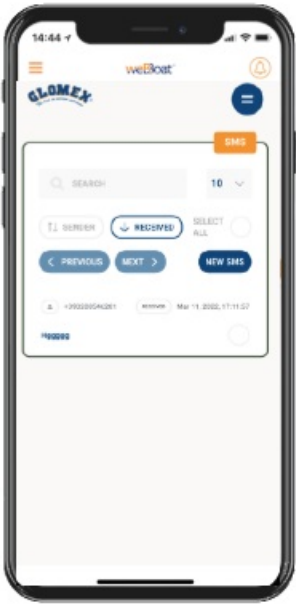 14:44
weBoat
GLOMEX
SMS
SEARCH
10
SENDER
RECEIVED
SELECT ALL
PREVIOUS
NEXT
NEW SMS
RECEIVED
Mar 11, 2022, 17:11:57